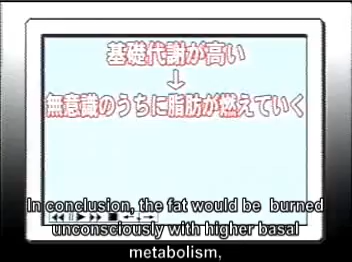 基礎代謝が高い
↓
無意識のうちに脂肪が燃えていく
In conclusion, the fat would be burned
unconsciously with higher basal
metabolism,